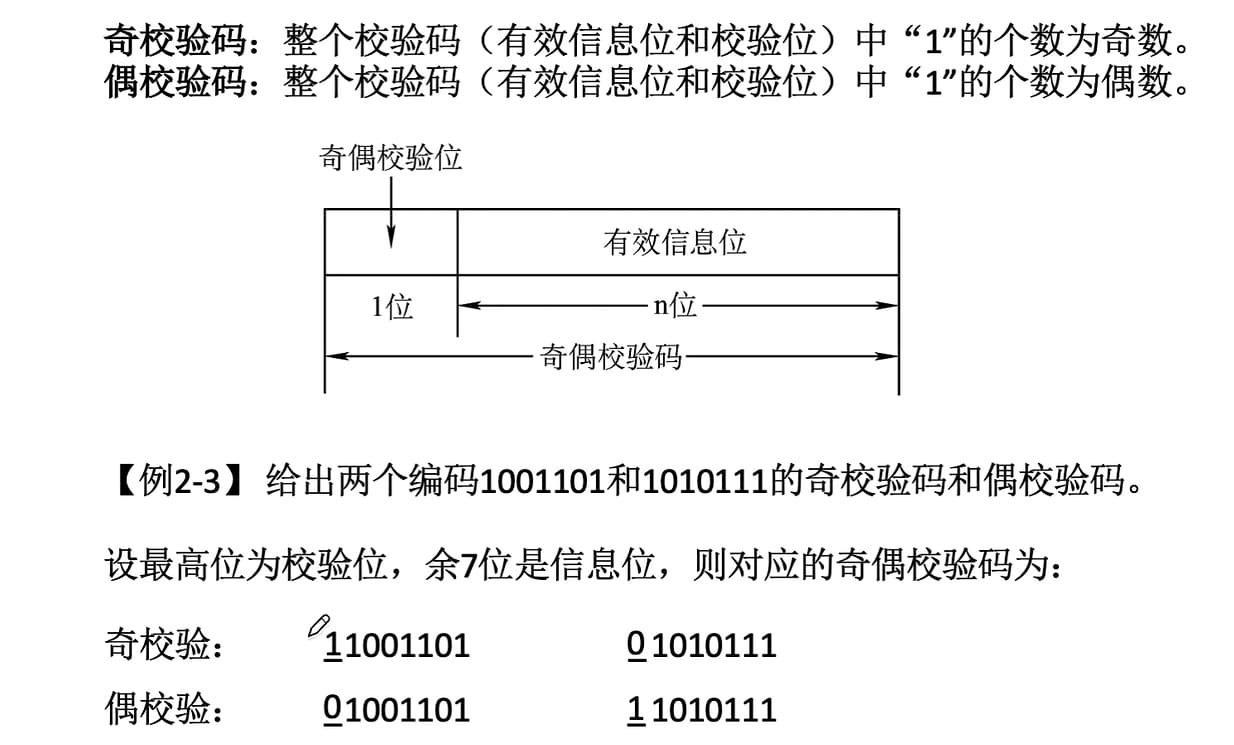 奇校验码：整个校验码（有效信息位和校验位）中“1”的个数为奇数。
偶校验码：整个校验码（有效信息位和校验位）中“1”的个数为偶数。
奇偶校验位
有效信息位
1位
n位
奇偶校验码
【例2-3】给出两个编码1001101和1010111的奇校验码和偶校验码。
设最高位为校验位，余7位是信息位，则对应的奇偶校验码为：
奇校验： 11001101 01010111
偶校验： 01001101 11010111